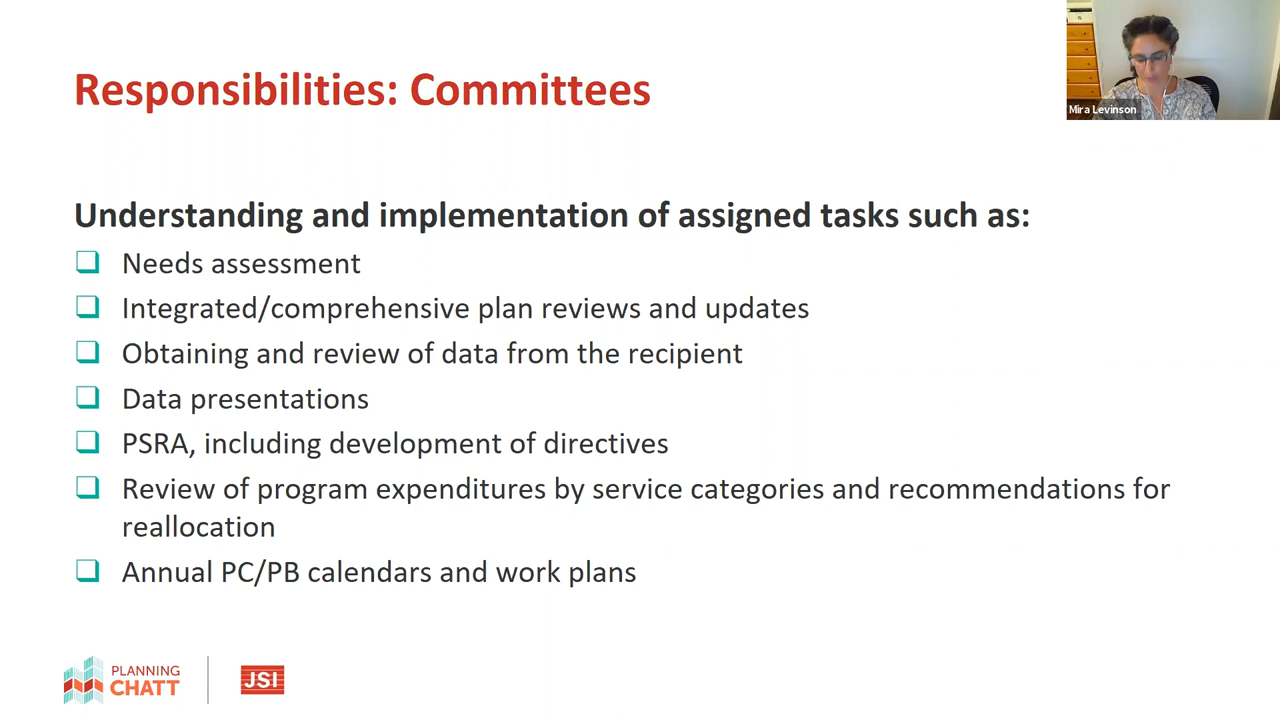 Responsibilities: Committees
Mira Levinson
Understanding and implementation of assigned tasks such as:
Needs assessment
Integrated/comprehensive plan reviews and updates
Obtaining and review of data from the recipient
Data presentations
PSRA, including development of directives
Review of program expenditures by service categories and recommendations for
reallocation
Annual PC/PB calendars and work plans
PLANNING
CHATT
JSI